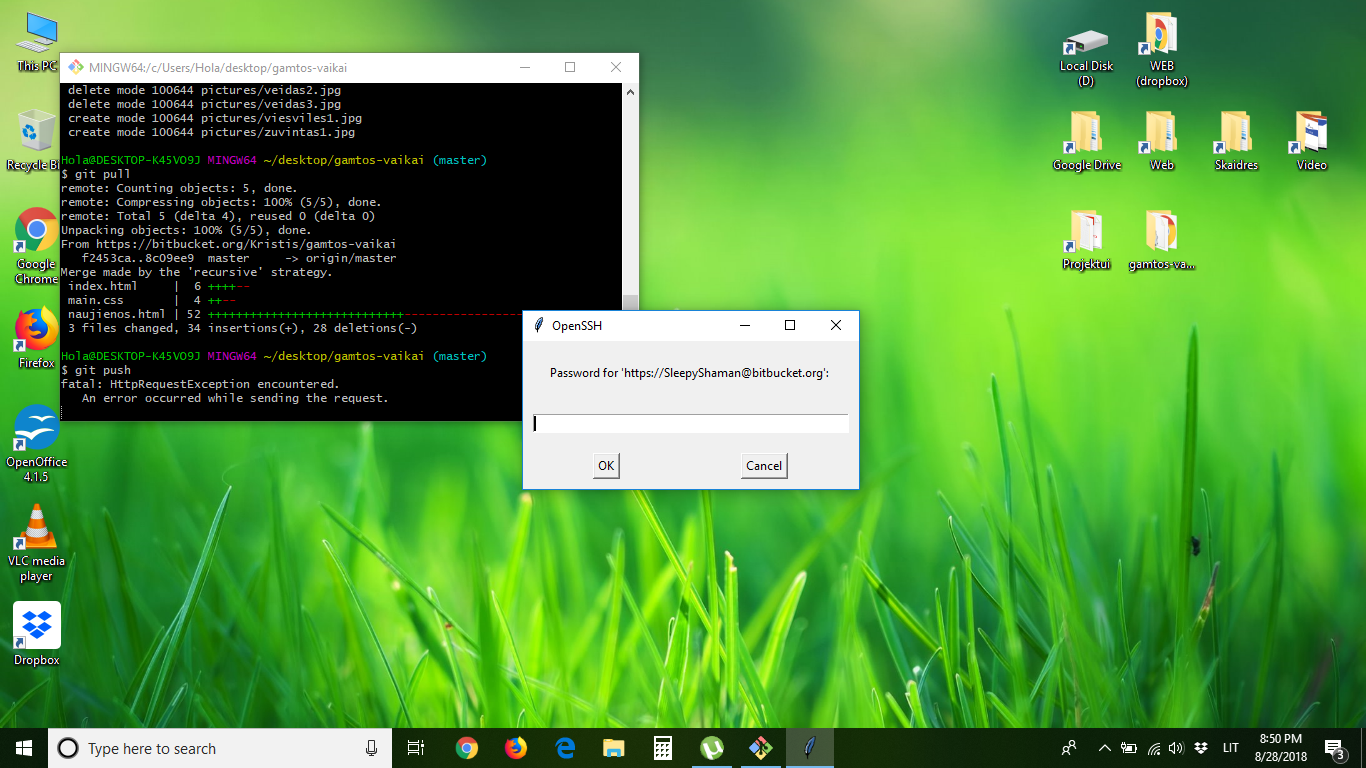 This PC
Recycle Bi
Google
Chrome
Firefox
OpenOffice
4.1.5
VLC media
player
Dropbox
MINGW64:/c/Users/Hola/desktop/gamtos-vaikai
delete mode 100644 pictures/veidas2.jpg
delete mode 100644 pictures/veidas3.jpg
create mode 100644 pictures/viesviles1.jpg
create mode 100644 pictures/zuvintas1.jpg
Hola@DESKTOP-K45VO9J MINGW64 ~/desktop/gamtos-vaikai (master)
$ git pull
remote: Counting objects: 5, done.
remote: Compressing objects: 100% (5/5), done.
remote: Total 5 (delta 4), reused 0 (delta 0)
Unpacking objects: 100% (5/5), done.
From https://bitbucket.org/Kristis/gamtos-vaikai
f2453ca..8c09ee9 master -> origin/master
Merge made by the 'recursive' strategy.
index.html | 6 ++++--
main.css | 4 ++--
naujienos.html | 52 ++++++++++++++++++++++++++++-----------------
3 files changed, 34 insertions(+), 28 deletions(-)
Hola@DESKTOP-K45VO9J MINGW64 ~/desktop/gamtos-vaikai (master)
$ git push
fatal: HttpRequestException encountered.
An error occurred while sending the request.
OpenSSH
Password for 'https://SleepyShaman@bitbucket.org':
OK Cancel
Local Disk
(D)
WEB
(dropbox)
Google Drive
Web
Skaidres
Video
Projektui
gamtos-va...
Type here to search
LIT
8:50 PM
8/28/2018
3